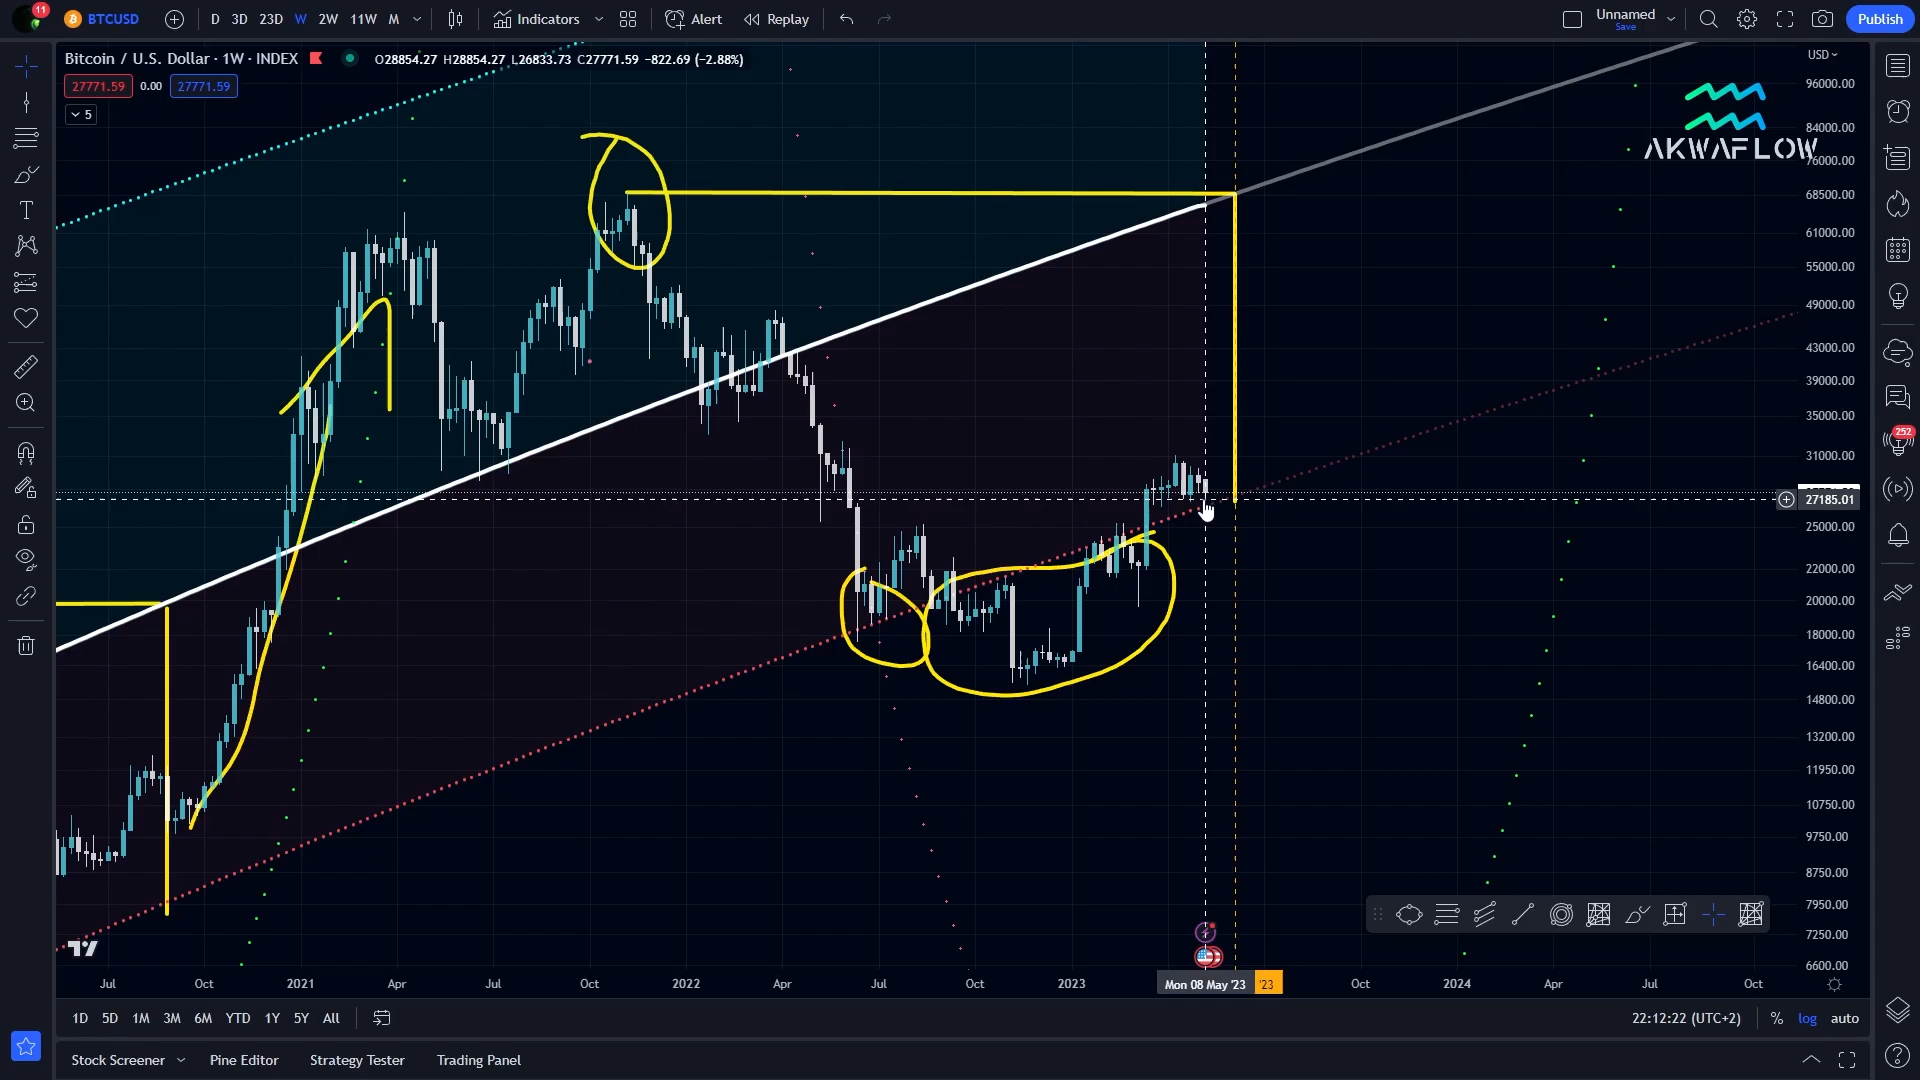 11
BTCUSD
D 3D 23D W 2W 11W M
Indicators
Alert
Replay
Unnamed
Save
Publish
Bitcoin / U.S. Dollar · 1W · INDEX
O28854.27 H28854.27 L26833.73 C27771.59 −822.69 (−2.88%)
27771.59 0.00 27771.59
5
USD
AKWAFLOW
96000.00
84000.00
76000.00
68500.00
61000.00
55000.00
49000.00
43000.00
39000.00
35000.00
31000.00
27185.01
25000.00
22000.00
20000.00
18000.00
16400.00
14800.00
13200.00
11950.00
10750.00
9750.00
8750.00
7950.00
7250.00
6600.00
252
Jul Oct 2021 Apr Jul Oct 2022 Apr Jul Oct 2023 Mon 08 May '23 '23 Oct 2024 Apr Jul Oct
1D 5D 1M 3M 6M YTD 1Y 5Y All
22:12:22 (UTC+2) % log auto
Stock Screener Pine Editor Strategy Tester Trading Panel